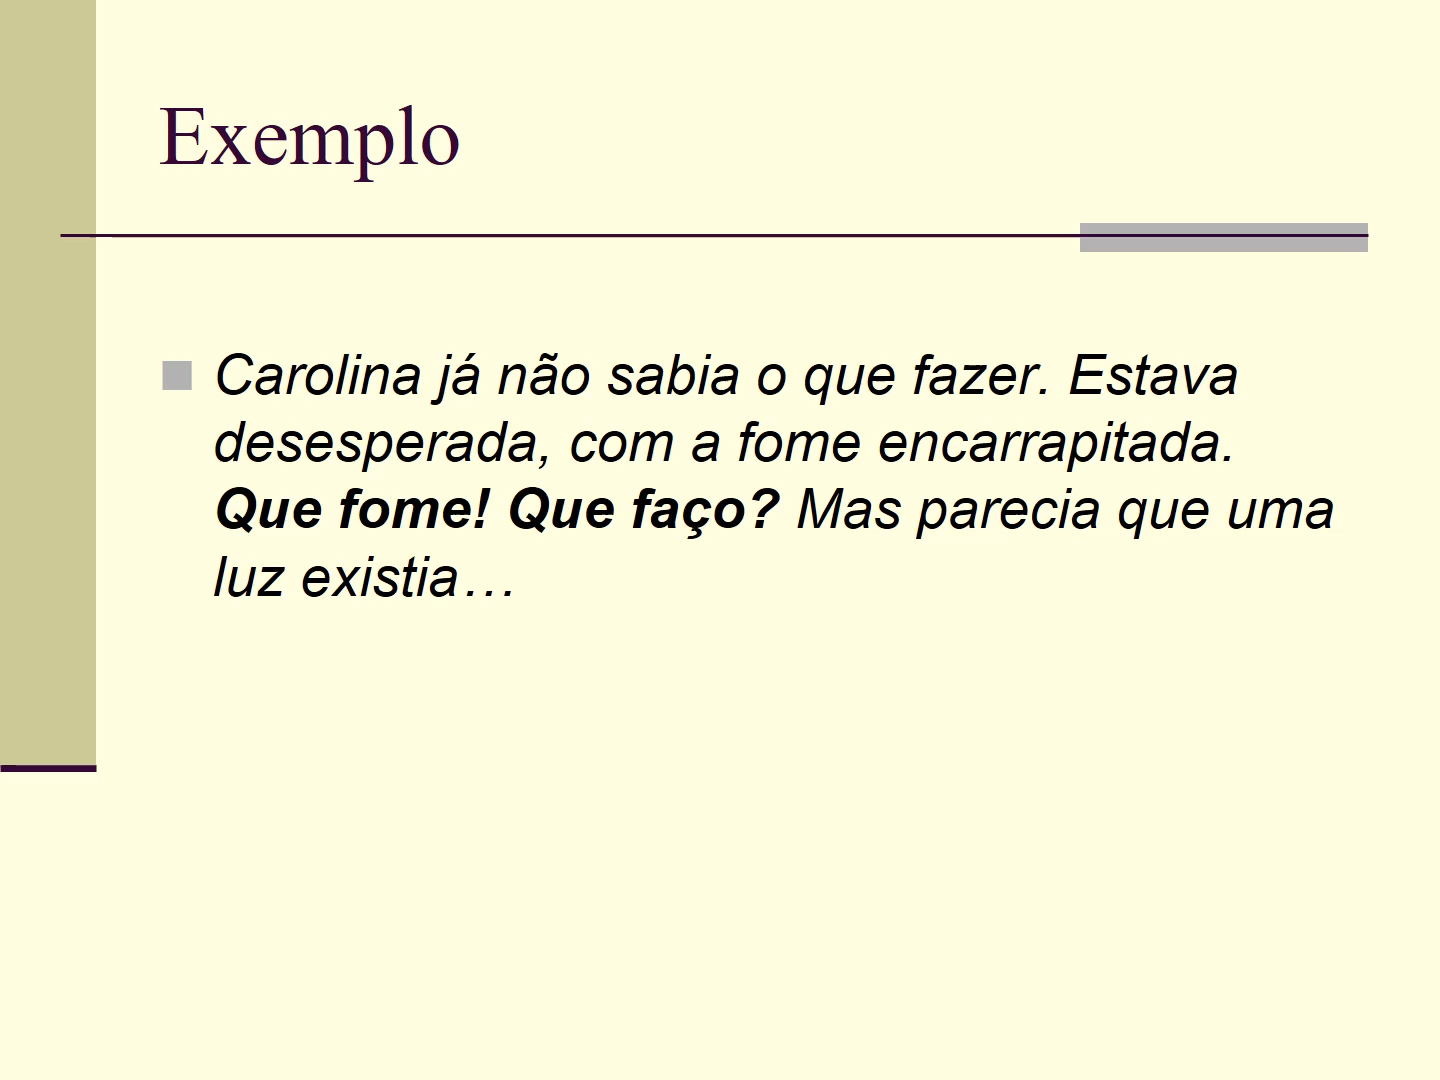 Exemplo
Carolina já não sabia o que fazer. Estava
desesperada, com a fome encarrapitada.
Que fome! Que faço? Mas parecia que uma
luz existia…